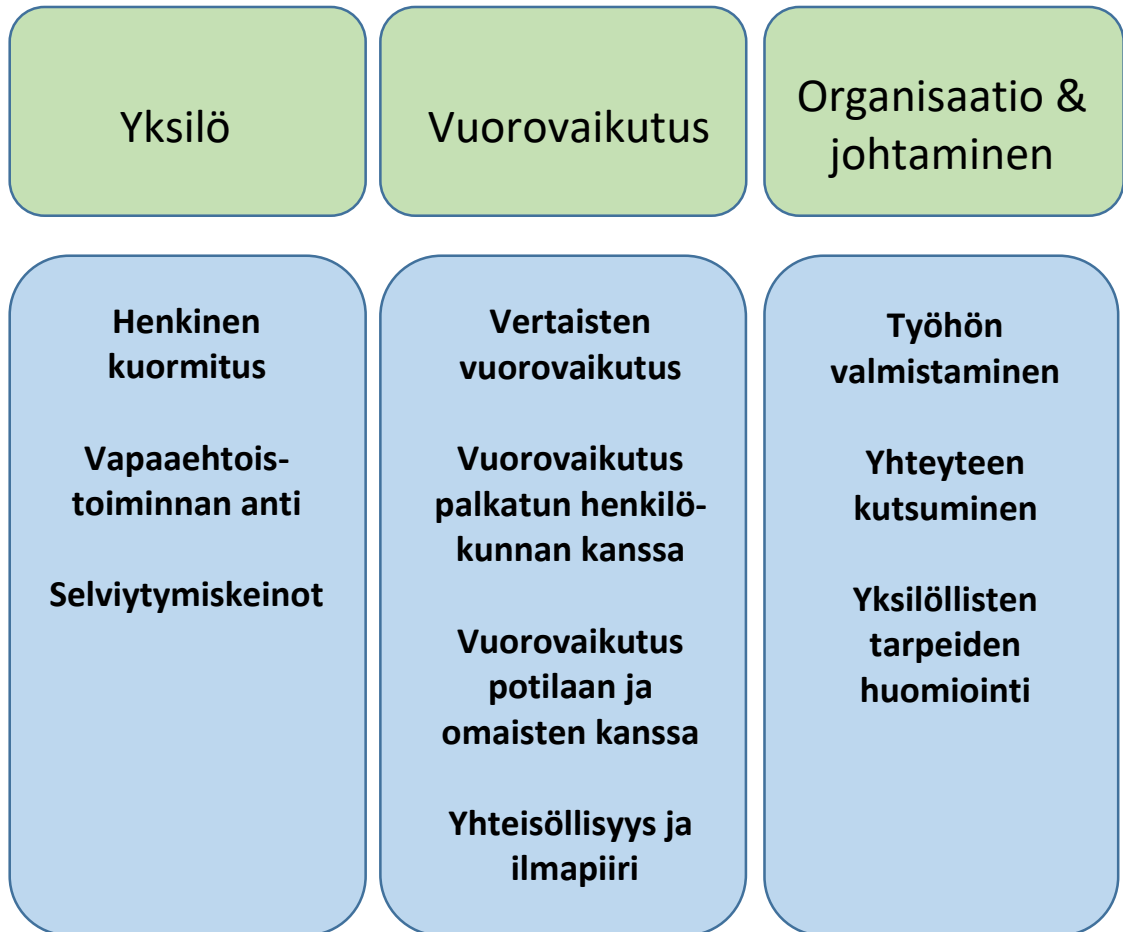 Yksilö
Vuorovaikutus
Organisaatio &
johtaminen
Henkinen
kuormitus
Vapaaehtois-
toiminnan anti
Selviytymiskeinot
Vertaisten
vuorovaikutus
Vuorovaikutus
palkatun henkilö-
kunnan kanssa
Vuorovaikutus
potilaan ja
omaisten kanssa
Yhteisöllisyys ja
ilmapiiri
Työhön
valmistaminen
Yhteyteen
kutsuminen
Yksilöllisten
tarpeiden
huomiointi